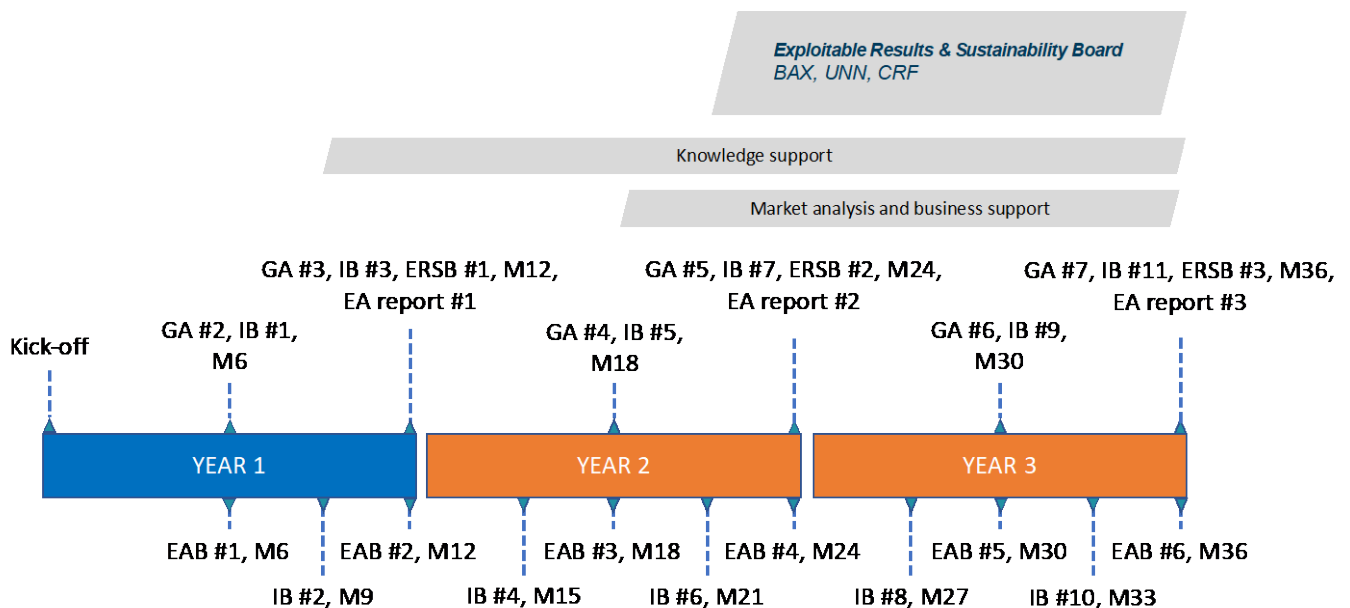 Exploitable Results & Sustainability Board
BAX, UNN, CRF
Knowledge support
Market analysis and business support
GA #3, IB #3, ERSB #1, M12,
EA report #1
GA #5, IB #7, ERSB #2, M24,
EA report #2
GA #7, IB #11, ERSB #3, M36,
EA report #3
Kick-off
GA #2, IB #1,
M6
GA #4, IB #5,
M18
GA #6, IB #9,
M30
YEAR 1
YEAR 2
YEAR 3
EAB #1, M6
EAB #2, M12
EAB #3, M18
EAB #4, M24
EAB #5, M30
EAB #6, M36
IB #2, M9
IB #4, M15
IB #6, M21
IB #8, M27
IB #10, M33